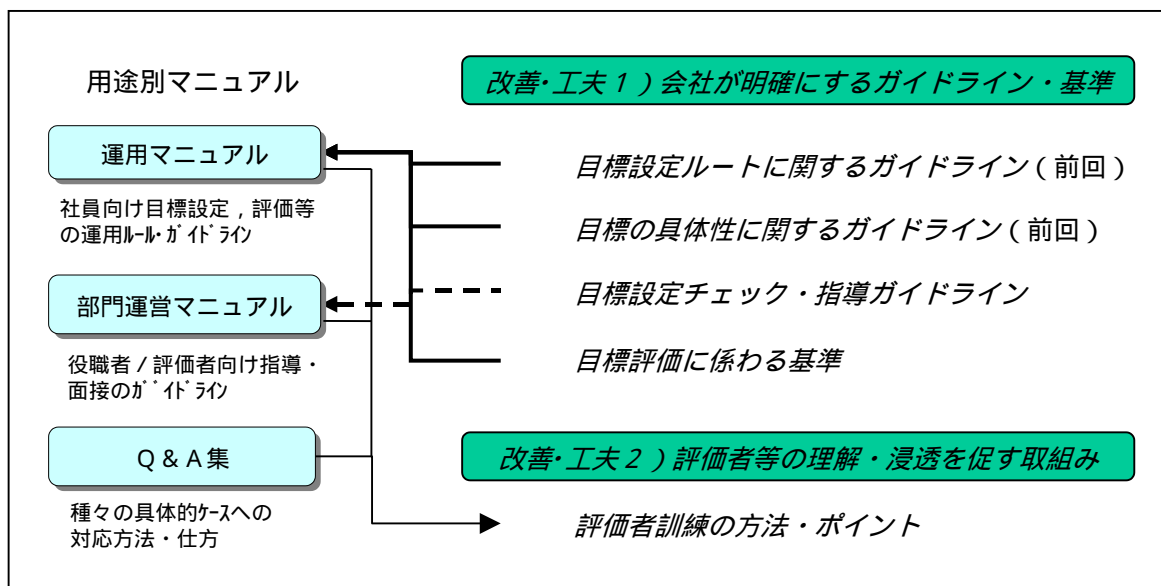 用途別マニュアル
改善・工夫1)会社が明確にするガイドライン・基準
運用マニュアル
社員向け目標設定,評価等
の運用ルール・ガイドライン
目標設定ルートに関するガイドライン(前回)
目標の具体性に関するガイドライン(前回)
部門運営マニュアル
役職者/評価者向け指導・
面接のガイドライン
目標設定チェック・指導ガイドライン
目標評価に係わる基準
Q&A集
種々の具体的ケースへの
対応方法・仕方
改善・工夫2)評価者等の理解・浸透を促す取組み
評価者訓練の方法・ポイント